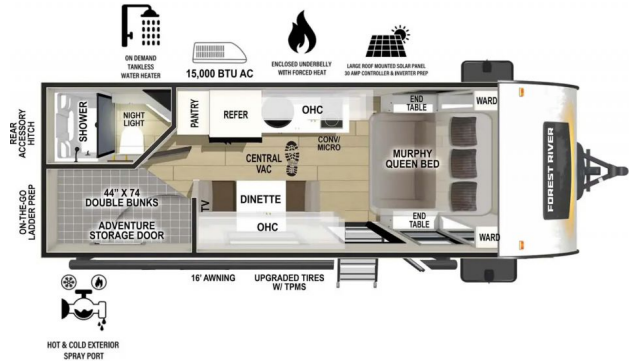 ON DEMAND
TANKLESS
WATER HEATER
15,000 BTU AC
ENCLOSED UNDERBELLY
WITH FORCED HEAT
LARGE ROOF MOUNTED SOLAR PANEL
30 AMP CONTROLLER & INVERTER PREP
REAR
ACCESSORY
HITCH
SHOWER
NIGHT
LIGHT
PANTRY
REFER
OHC
CONV/
MICRO
END
TABLE
WARD
CENTRAL
VAC
MURPHY
QUEEN BED
FOREST RIVER
ON-THE-GO
LADDER PREP
44" X 74
DOUBLE BUNKS
ADVENTURE
STORAGE DOOR
TV
DINETTE
OHC
END
TABLE
WARD
16' AWNING
UPGRADED TIRES
W/ TPMS
HOT & COLD EXTERIOR
SPRAY PORT